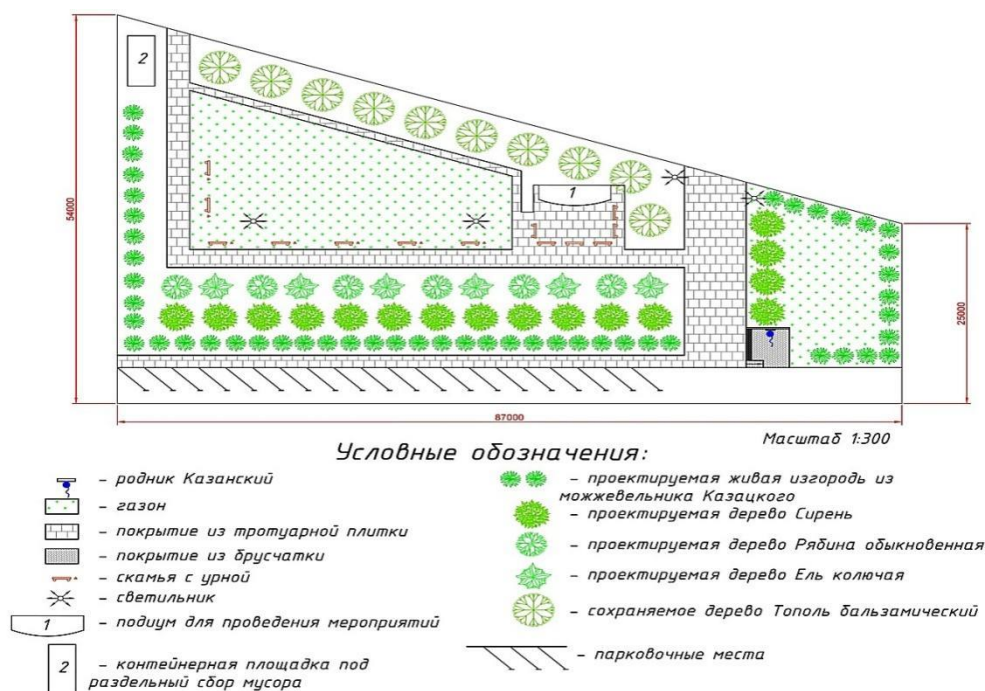 2
1
54000
25000
87000
Масштаб 1:300
Условные обозначения:
- родник Казанский
- газон
- покрытие из тротуарной плитки
- покрытие из брусчатки
- скамья с урной
- светильник
1 - подиум для проведения мероприятий
2 - контейнерная площадка под
раздельный сбор мусора
- проектируемая живая изгородь из
можжевельника Казацкого
- проектируемая дерево Сирень
- проектируемая дерево Рябина обыкновенная
- проектируемая дерево Ель колючая
- сохраняемое дерево Тополь бальзамический
- парковочные места